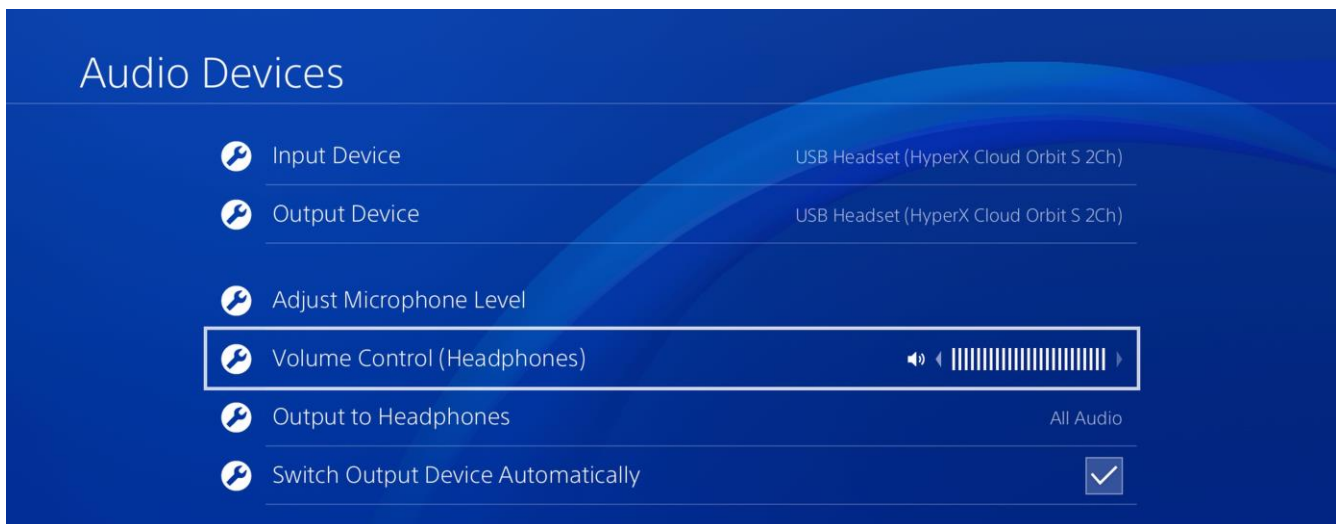 Audio Devices
Input Device USB Headset (HyperX Cloud Orbit S 2Ch)
Output Device USB Headset (HyperX Cloud Orbit S 2Ch)
Adjust Microphone Level
Volume Control (Headphones)
Output to Headphones All Audio
Switch Output Device Automatically